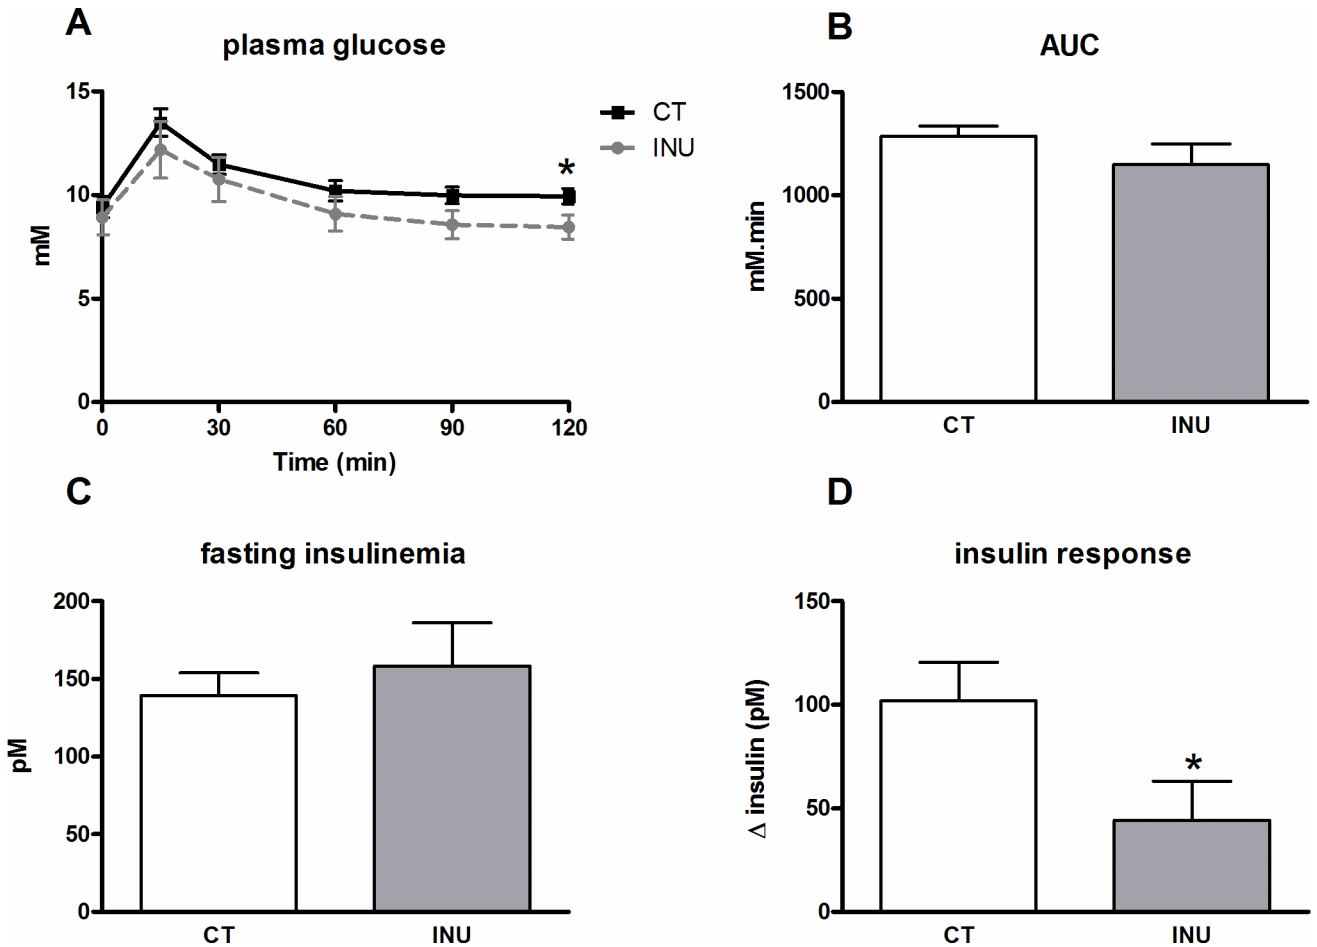 A
plasma glucose
15
10
5
0
mM
0 30 60 90 120
Time (min)
CT
INU
*
B
AUC
1500
1000
500
0
mM.min
CT INU
C
fasting insulinemia
200
150
100
50
0
pM
CT INU
D
insulin response
150
100
50
0
Δ insulin (pM)
*
CT INU